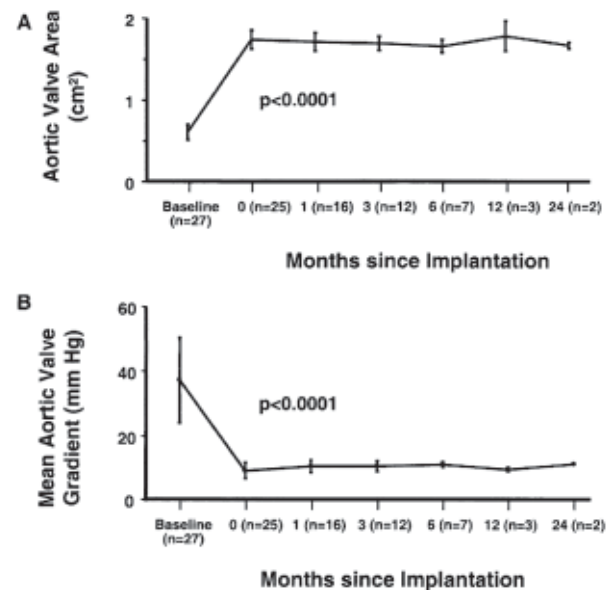 A
Aortic Valve Area
(cm²)
2
1
0
p<0.0001
Baseline
(n=27)
0 (n=25)
1 (n=16)
3 (n=12)
6 (n=7)
12 (n=3)
24 (n=2)
Months since Implantation
B
Mean Aortic Valve
Gradient (mm Hg)
60
40
20
0
p<0.0001
Baseline
(n=27)
0 (n=25)
1 (n=16)
3 (n=12)
6 (n=7)
12 (n=3)
24 (n=2)
Months since Implantation